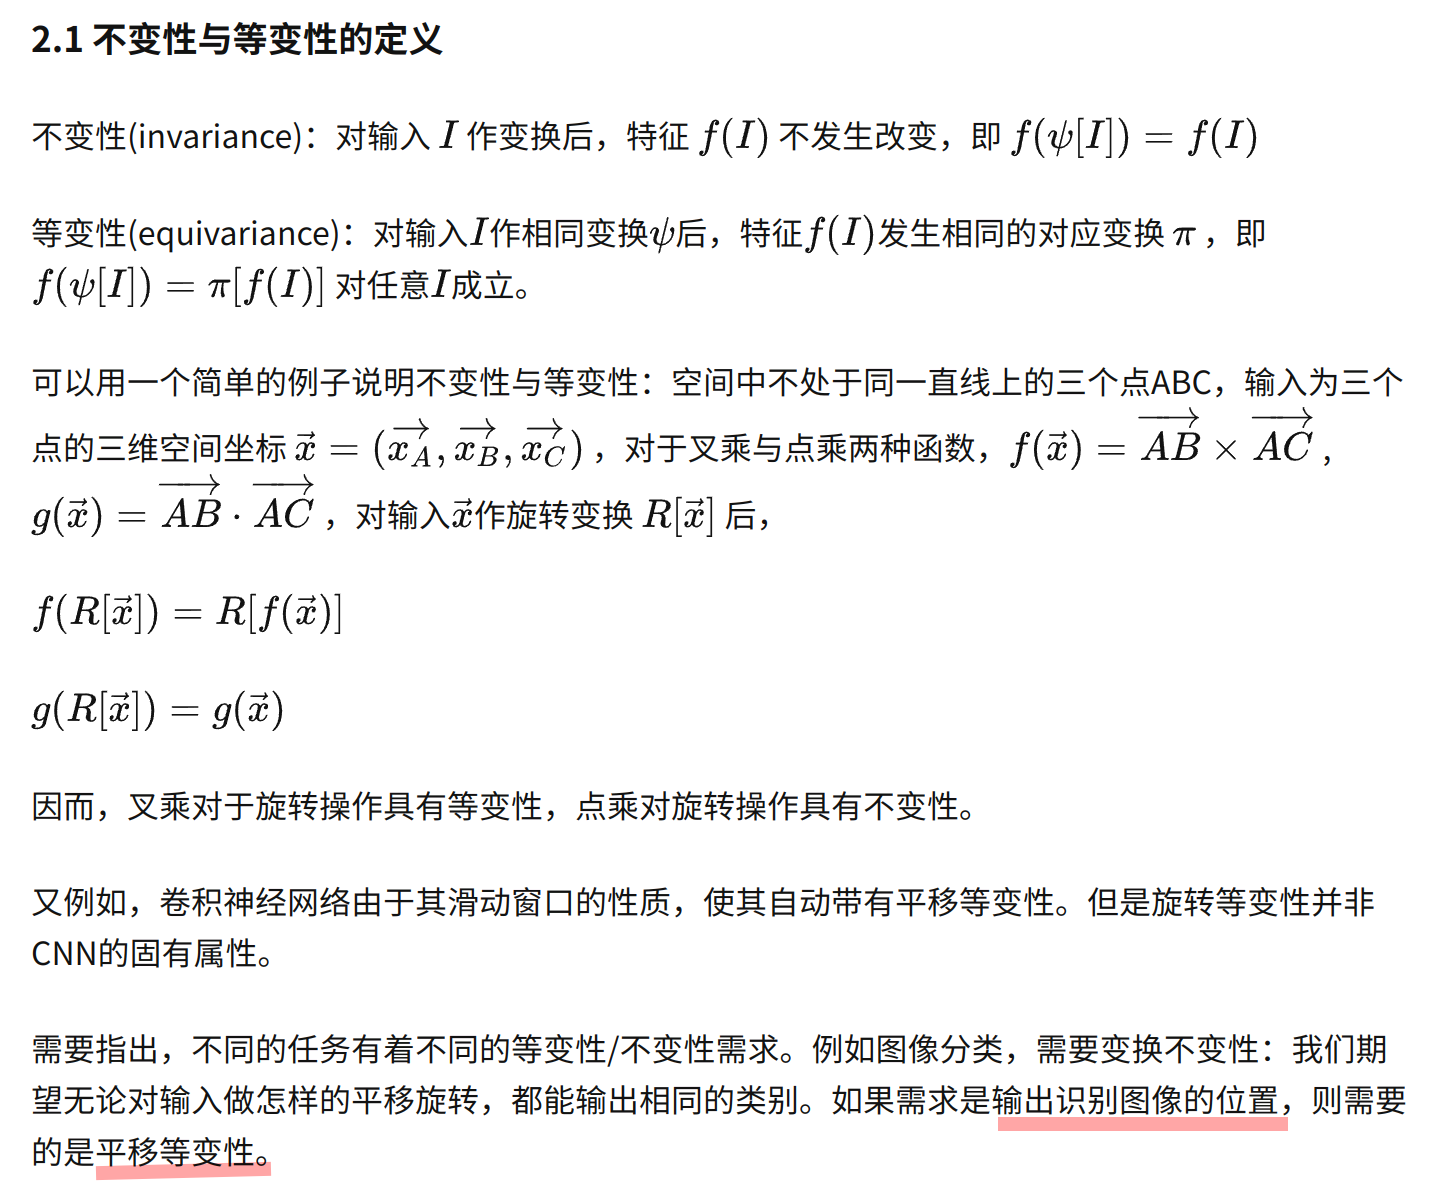 2.1 不变性与等变性的定义
不变性(invariance)：对输入 I 作变换后，特征 f(I) 不发生改变，即 f(ψ[I]) = f(I)
等变性(equivariance)：对输入I作相同变换ψ后，特征f(I)发生相同的对应变换 π ，即
f(ψ[I]) = π[f(I)] 对任意I成立。
可以用一个简单的例子说明不变性与等变性：空间中不处于同一直线上的三个点ABC，输入为三个
点的三维空间坐标 \vec{x} = (\overrightarrow{x_A}, \overrightarrow{x_B}, \overrightarrow{x_C}) ，对于叉乘与点乘两种函数，f(\vec{x}) = \overrightarrow{AB} × \overrightarrow{AC} ，
g(\vec{x}) = \overrightarrow{AB} · \overrightarrow{AC} ，对输入\vec{x}作旋转变换 R[\vec{x}] 后，
f(R[\vec{x}]) = R[f(\vec{x})]
g(R[\vec{x}]) = g(\vec{x})
因而，叉乘对于旋转操作具有等变性，点乘对旋转操作具有不变性。
又例如，卷积神经网络由于其滑动窗口的性质，使其自动带有平移等变性。但是旋转等变性并非
CNN的固有属性。
需要指出，不同的任务有着不同的等变性/不变性需求。例如图像分类，需要变换不变性：我们期
望无论对输入做怎样的平移旋转，都能输出相同的类别。如果需求是输出识别图像的位置，则需要
的是平移等变性。